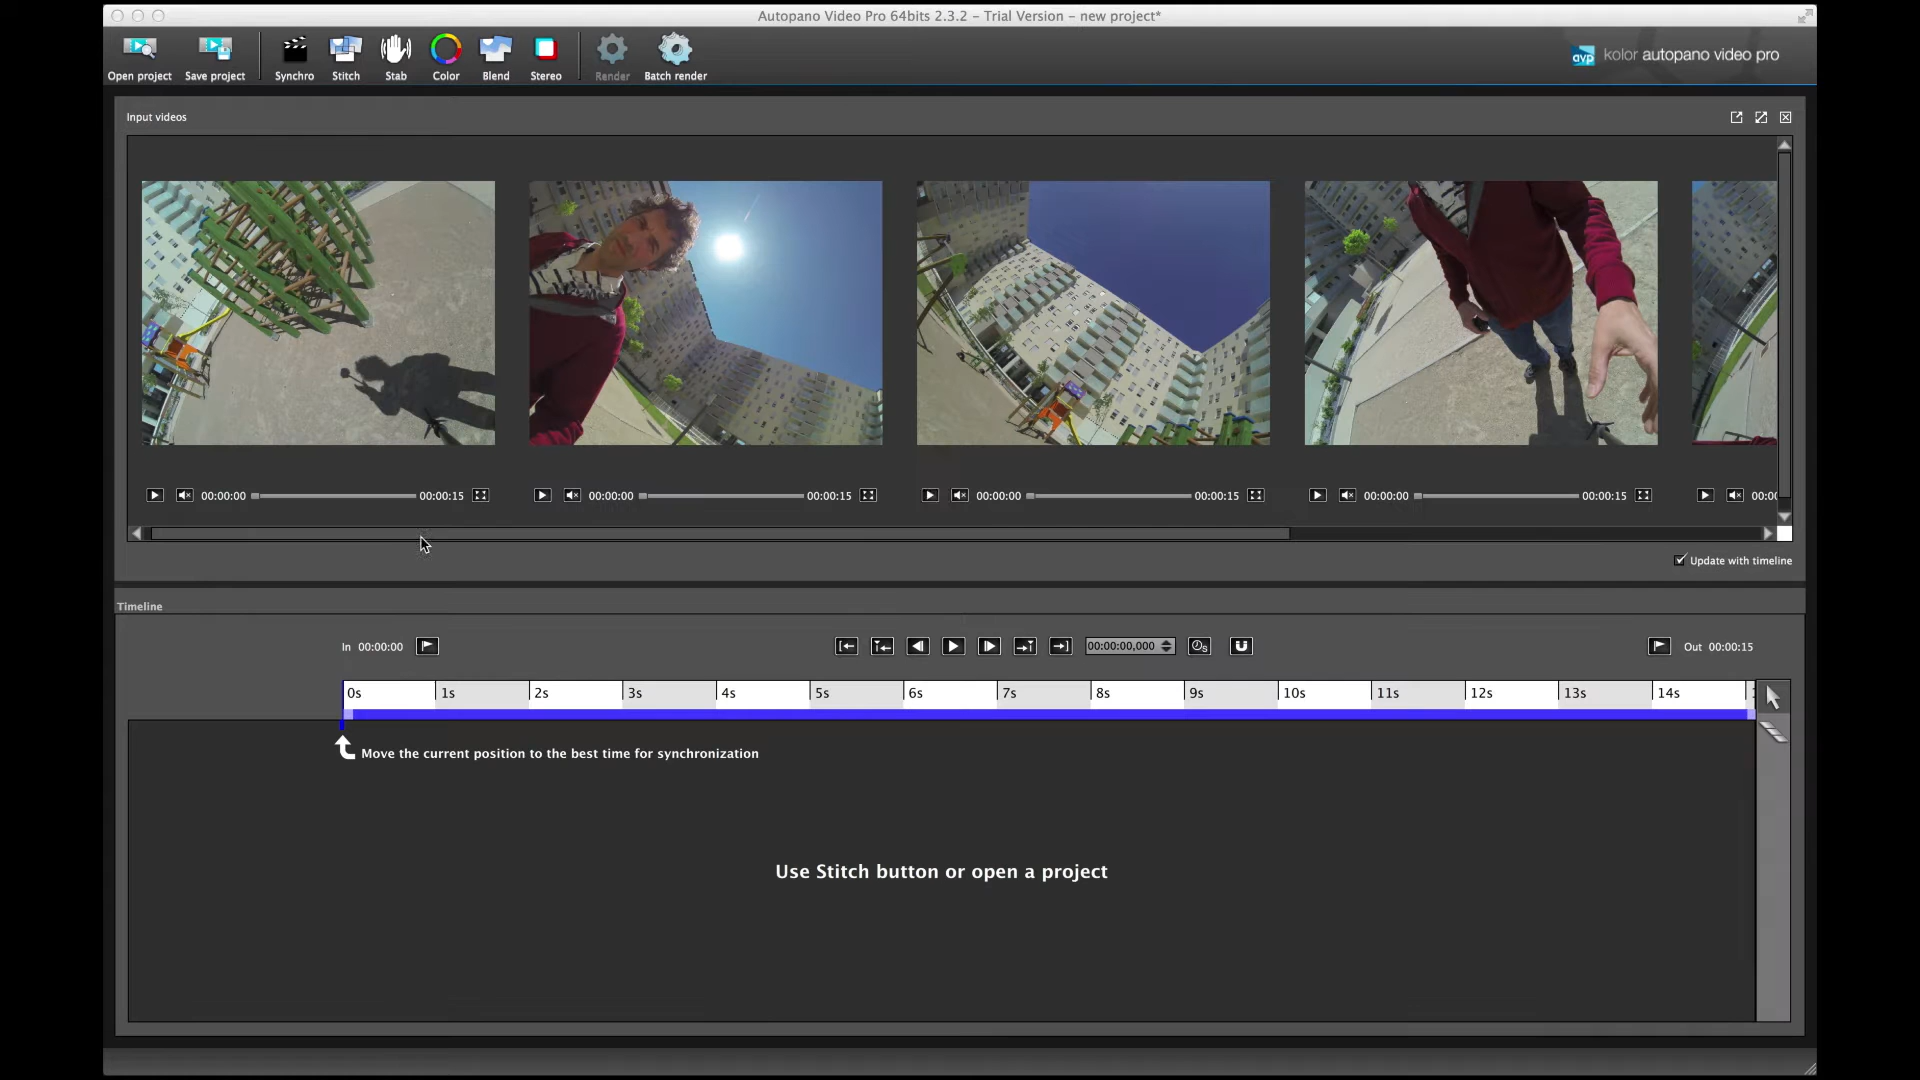 Autopano Video Pro 64bits 2.3.2 - Trial Version - new project*
Open project Save project Synchro Stitch Stab Color Blend Stereo Render Batch render
avp kolor autopano video pro
Input videos
00:00:00 00:00:15 00:00:00 00:00:15 00:00:00 00:00:15 00:00:00 00:00:15
Update with timeline
Timeline
In 00:00:00 00:00:00,000 Out 00:00:15
0s 1s 2s 3s 4s 5s 6s 7s 8s 9s 10s 11s 12s 13s 14s
Move the current position to the best time for synchronization
Use Stitch button or open a project